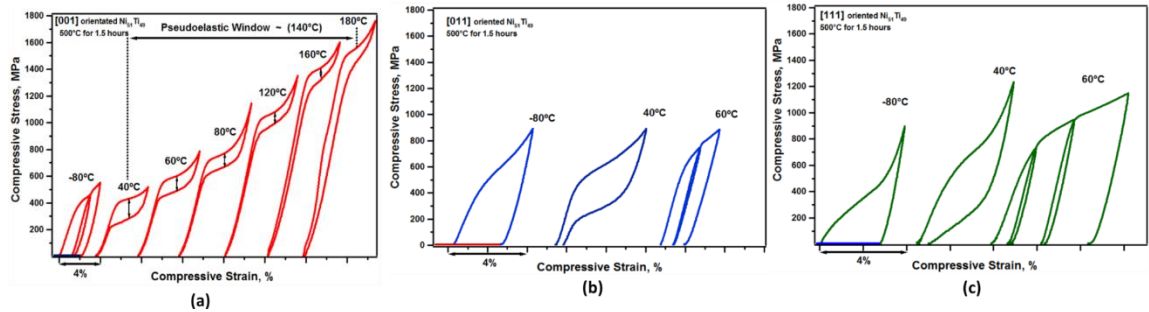 [001] orientated Ni₅₁Ti₄₉
500°C for 1.5 hours
Pseudoelastic Window ~ (140°C)
180°C
160°C
120°C
80°C
60°C
40°C
-80°C
1800
1600
1400
1200
1000
800
600
400
200
Compressive Stress, MPa
4%
Compressive Strain, %
(a)
[011] oriented Ni₅₁Ti₄₉
500°C for 1.5 hours
-80°C
40°C
60°C
1800
1600
1400
1200
1000
800
600
400
200
0
Compressive Stress, MPa
4%
Compressive Strain, %
(b)
[111] oriented Ni₅₁Ti₄₉
500°C for 1.5 hours
-80°C
40°C
60°C
1800
1600
1400
1200
1000
800
600
400
200
Compressive Stress, MPa
4%
Compressive Strain, %
(c)